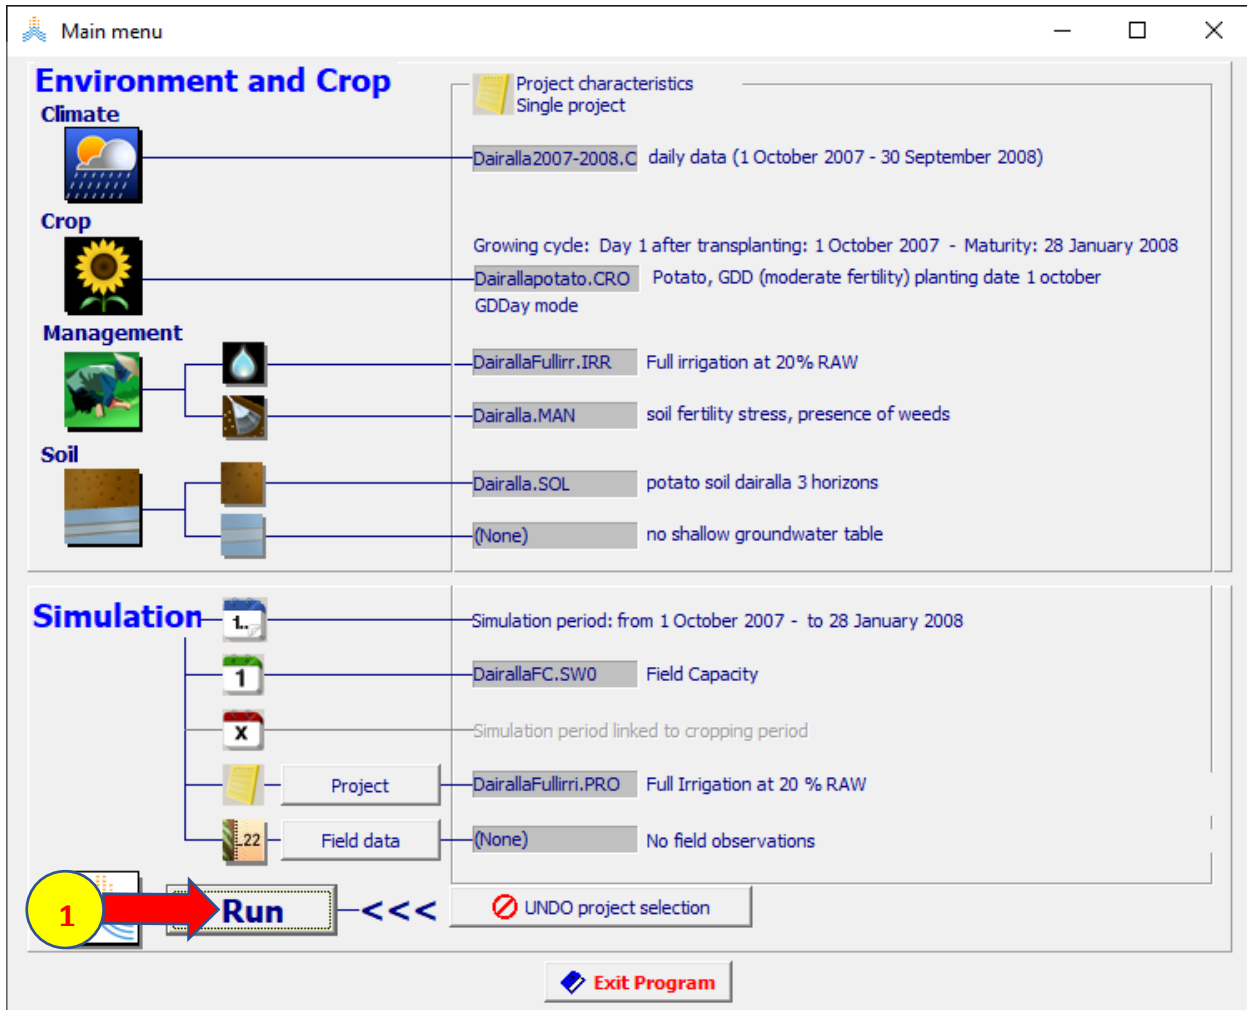 Main menu
Environment and Crop
Project characteristics
Single project
Climate
Dairalla2007-2008.C daily data (1 October 2007 - 30 September 2008)
Crop
Growing cycle: Day 1 after transplanting: 1 October 2007 - Maturity: 28 January 2008
Dairallapotato.CRO Potato, GDD (moderate fertility) planting date 1 october
GDDay mode
Management
DairallaFullirr.IRR Full irrigation at 20% RAW
Dairalla.MAN soil fertility stress, presence of weeds
Soil
Dairalla.SOL potato soil dairalla 3 horizons
(None) no shallow groundwater table
Simulation
1.. Simulation period: from 1 October 2007 - to 28 January 2008
1 DairallaFC.SW0 Field Capacity
X Simulation period linked to cropping period
Project DairallaFullirri.PRO Full Irrigation at 20 % RAW
L22 Field data (None) No field observations
1 Run <<< UNDO project selection
Exit Program